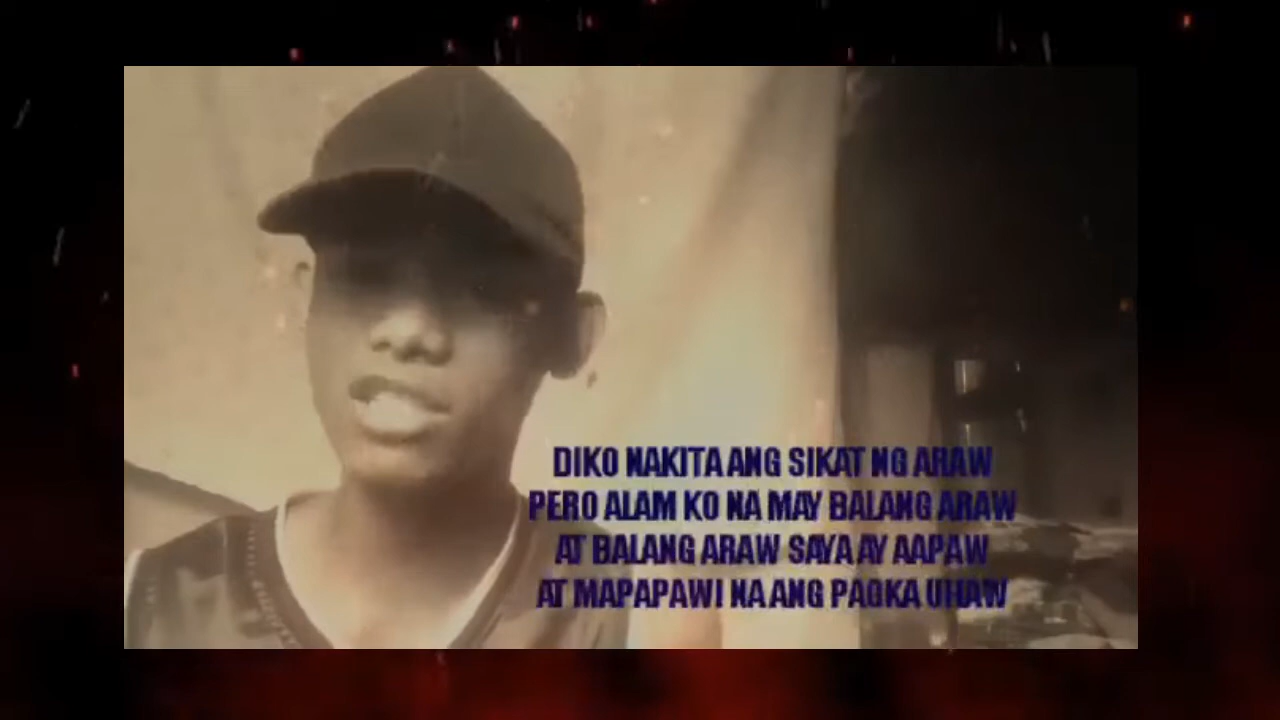 DIKO NAKITA ANG SIKAT NG ARAW
PERO ALAM KO NA MAY BALANG ARAW
AT BALANG ARAW SAYA AY AAPAW
AT MAPAPAWI NA ANG PAGKA UHAW